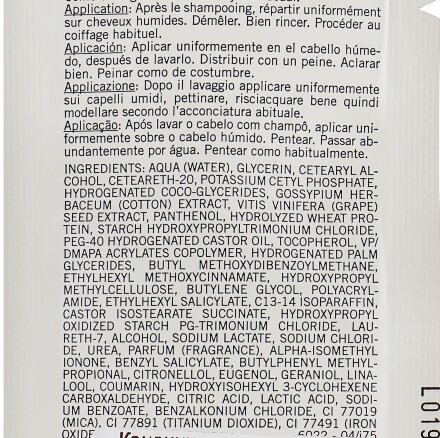 Application: Après le shampooing, répartir uniformément
sur cheveux humides. Démêler. Bien rincer. Procéder au
coiffage habituel.
Aplicación: Aplicar uniformemente en el cabello húme-
do, después de lavarlo. Distribuir con un peine. Aclarar
bien. Peinar como de costumbre.
Applicazione: Dopo il lavaggio applicare uniformemente
sui capelli umidi, pettinare, risciacquare bene quindi
modellare secondo l'acconciatura abituale.
Aplicação: Após lavar o cabelo com champô, aplicar uni-
formemente sobre o cabelo húmido. Pentear. Passar ab-
undantemente por água. Pentear como habitualmente.
INGREDIENTS: AQUA (WATER), GLYCERIN, CETEARYL AL-
COHOL, CETEARETH-20, POTASSIUM CETYL PHOSPHATE,
HYDROGENATED COCO-GLYCERIDES, GOSSYPIUM HER-
BACEUM (COTTON) EXTRACT, VITIS VINIFERA (GRAPE)
SEED EXTRACT, PANTHENOL, HYDROLYZED WHEAT PRO-
TEIN, STARCH HYDROXYPROPYLTRIMONIUM CHLORIDE,
PEG-40 HYDROGENATED CASTOR OIL, TOCOPHEROL, VP/
DMAPA ACRYLATES COPOLYMER, HYDROGENATED PALM
GLYCERIDES, BUTYL METHOXYDIBENZOYLMETHANE,
ETHYLHEXYL METHOXYCINNAMATE, HYDROXYPROPYL
METHYLCELLULOSE, BUTYLENE GLYCOL, POLYACRYL-
AMIDE, ETHYLHEXYL SALICYLATE, C13-14 ISOPARAFFIN,
CASTOR ISOSTEARATE SUCCINATE, HYDROXYPROPYL
OXIDIZED STARCH PG-TRIMONIUM CHLORIDE, LAU-
RETH-7, ALCOHOL, SODIUM LACTATE, SODIUM CHLORI-
DE, UREA, PARFUM (FRAGRANCE), ALPHA-ISOMETHYL
IONONE, BENZYL SALICYLATE, BUTYLPHENYL METHYL-
PROPIONAL, CITRONELLOL, EUGENOL, GERANIOL, LINA-
LOOL, COUMARIN, HYDROXYISOHEXYL 3-CYCLOHEXENE
CARBOXALDEHYDE, CITRIC ACID, LACTIC ACID, SODI-
UM BENZOATE, BENZALKONIUM CHLORIDE, CI 77019
(MICA), CI 77891 (TITANIUM DIOXIDE), CI 77491 (IRON
OXIDE
L019